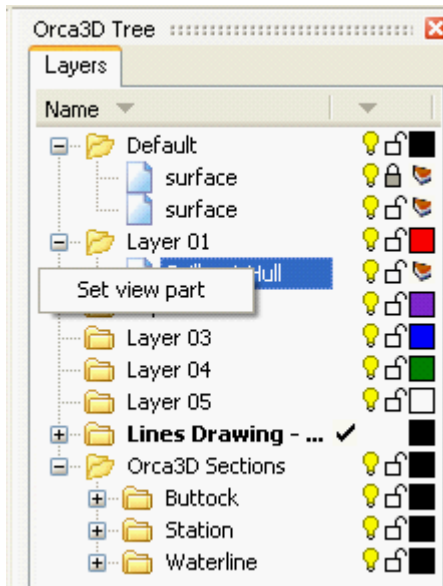 Orca3D Tree
Layers
Name
Default
surface
surface
Layer 01
Hull
Set view part
Layer 03
Layer 04
Layer 05
Lines Drawing - ...
Orca3D Sections
Buttock
Station
Waterline